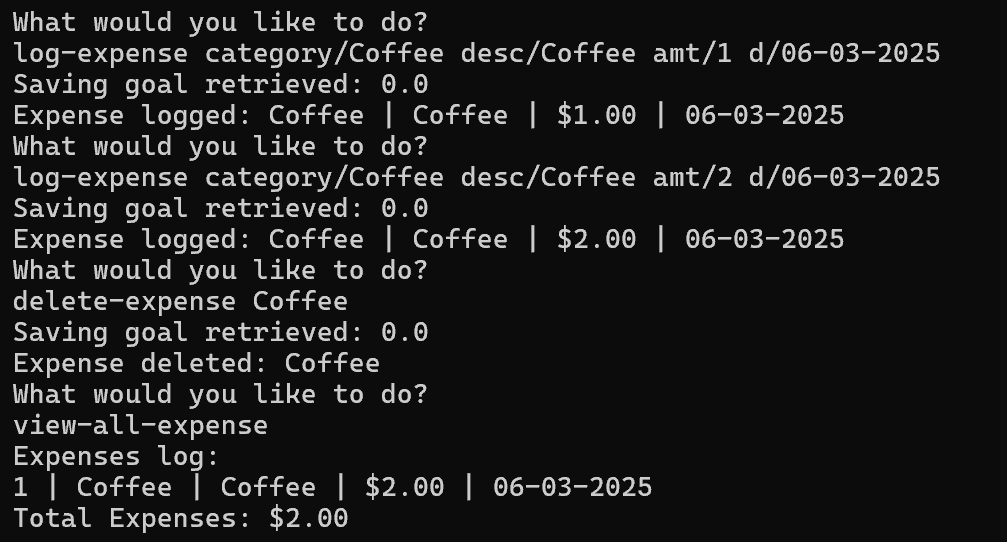 What would you like to do?
log-expense category/Coffee desc/Coffee amt/1 d/06-03-2025
Saving goal retrieved: 0.0
Expense logged: Coffee | Coffee | $1.00 | 06-03-2025
What would you like to do?
log-expense category/Coffee desc/Coffee amt/2 d/06-03-2025
Saving goal retrieved: 0.0
Expense logged: Coffee | Coffee | $2.00 | 06-03-2025
What would you like to do?
delete-expense Coffee
Saving goal retrieved: 0.0
Expense deleted: Coffee
What would you like to do?
view-all-expense
Expenses log:
1 | Coffee | Coffee | $2.00 | 06-03-2025
Total Expenses: $2.00